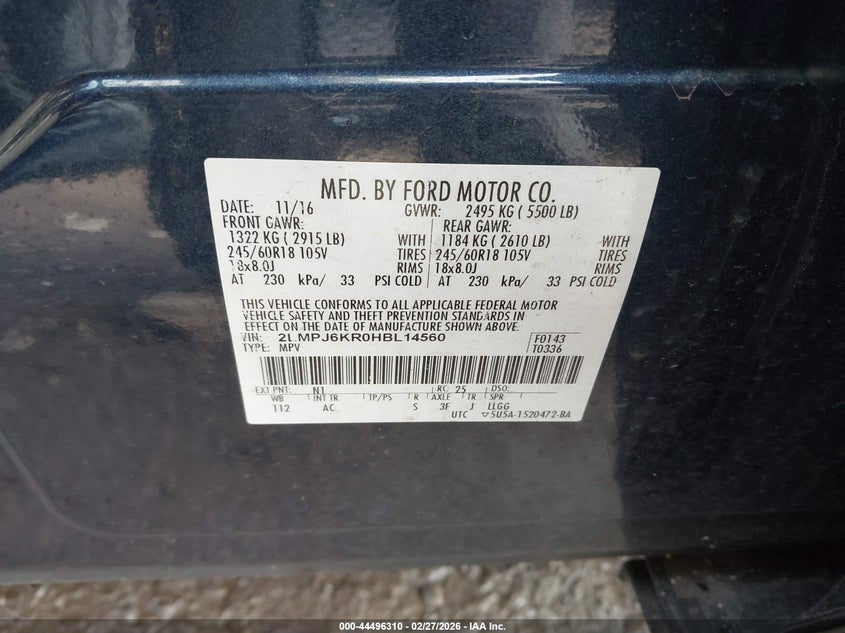 MFD. BY FORD MOTOR CO.
DATE: 11/16 GVWR: 2495 KG ( 5500 LB)
FRONT GAWR: REAR GAWR:
1322 KG ( 2915 LB) WITH 1184 KG ( 2610 LB) WITH
245/60R18 105V TIRES 245/60R18 105V TIRES
18x8.0J RIMS 18x8.0J RIMS
AT 230 kPa/ 33 PSI COLD AT 230 kPa/ 33 PSI COLD
THIS VEHICLE CONFORMS TO ALL APPLICABLE FEDERAL MOTOR
VEHICLE SAFETY AND THEFT PREVENTION STANDARDS IN
EFFECT ON THE DATE OF MANUFACTURE SHOWN ABOVE.
VIN: 2LMPJ6KR0HBL14560 F0143
TYPE: MPV T0336
EXT PNT: N1 RC: 25 DSO:
WB INT TR TP/PS R AXLE TR SPR
112 AC S 3F J LLGG
UTC ▽5U5A-1520472-BA
000-44496310 - 02/27/2026 - IAAI.COM